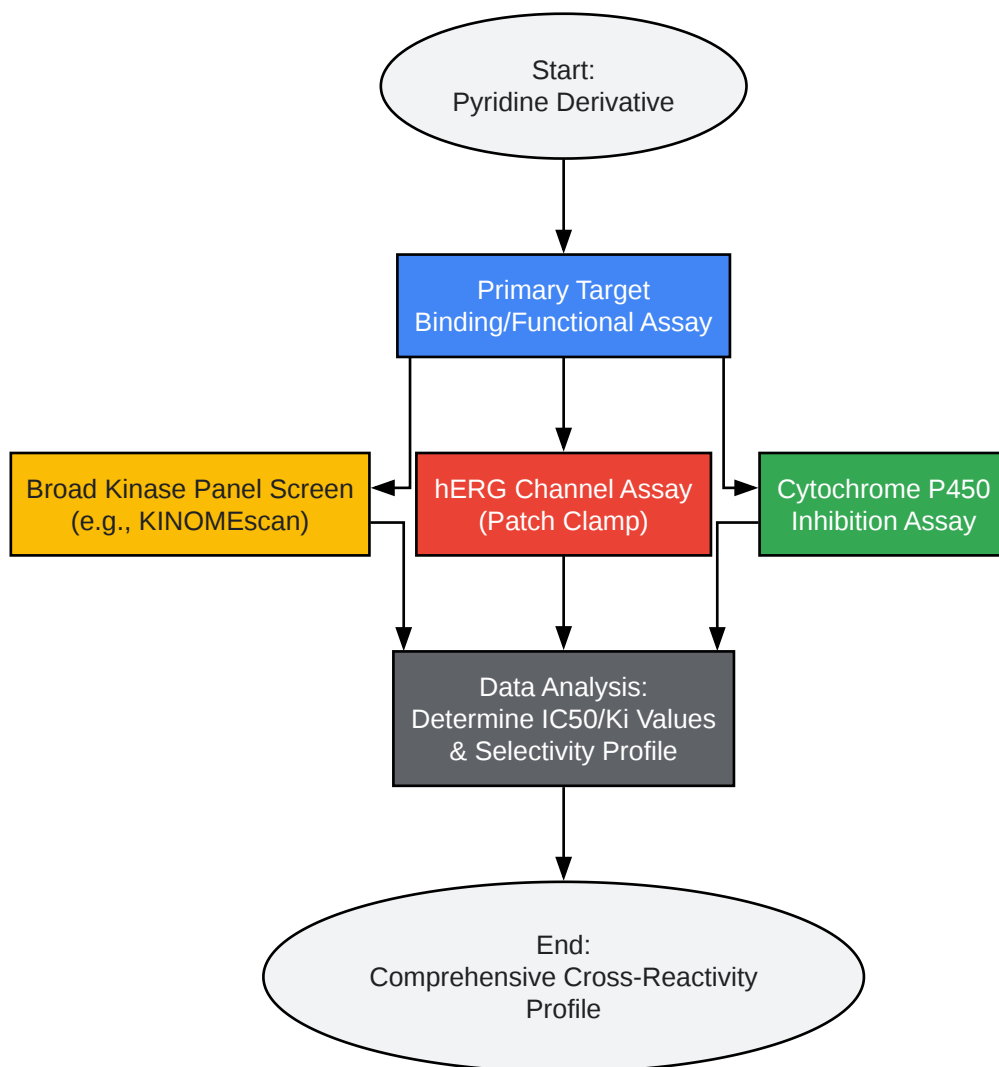 Start:
Pyridine Derivative
Primary Target
Binding/Functional Assay
Broad Kinase Panel Screen
(e.g., KINOMEscan)
hERG Channel Assay
(Patch Clamp)
Cytochrome P450
Inhibition Assay
Data Analysis:
Determine IC50/Ki Values
& Selectivity Profile
End:
Comprehensive Cross-Reactivity
Profile